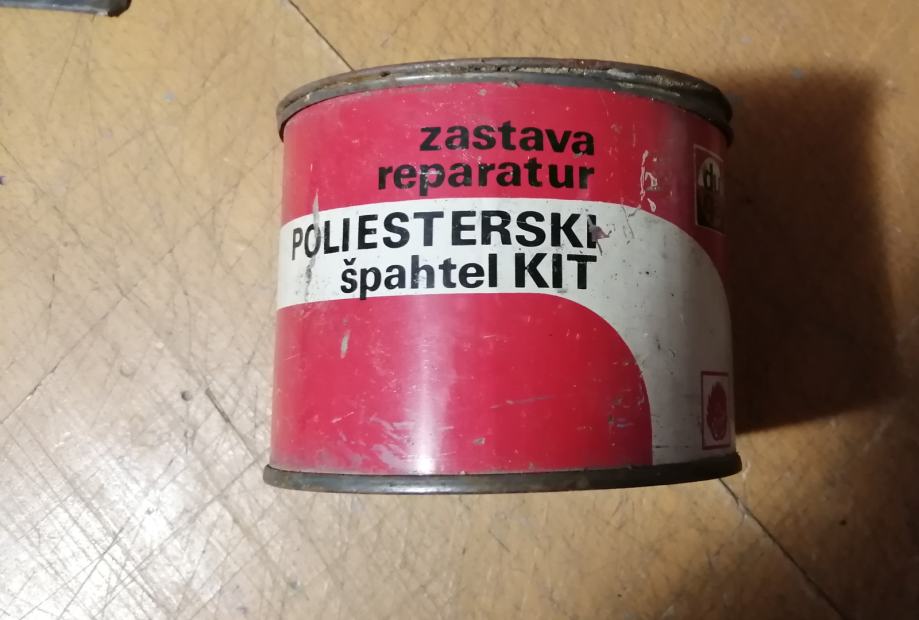 zastava
reparatur
POLIESTERSKI
špahtel KIT